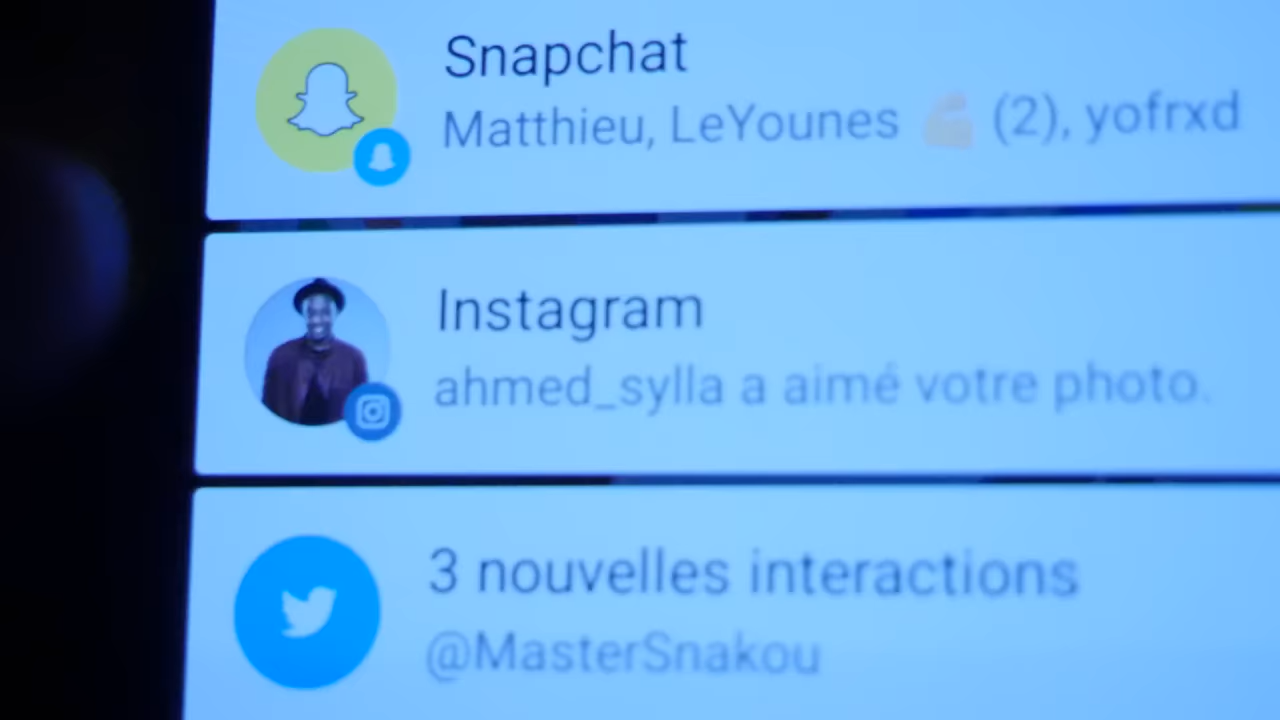 Snapchat
Matthieu, LeYounes 💪 (2), yofrxd
Instagram
ahmed_sylla a aimé votre photo.
3 nouvelles interactions
@MasterSnakou